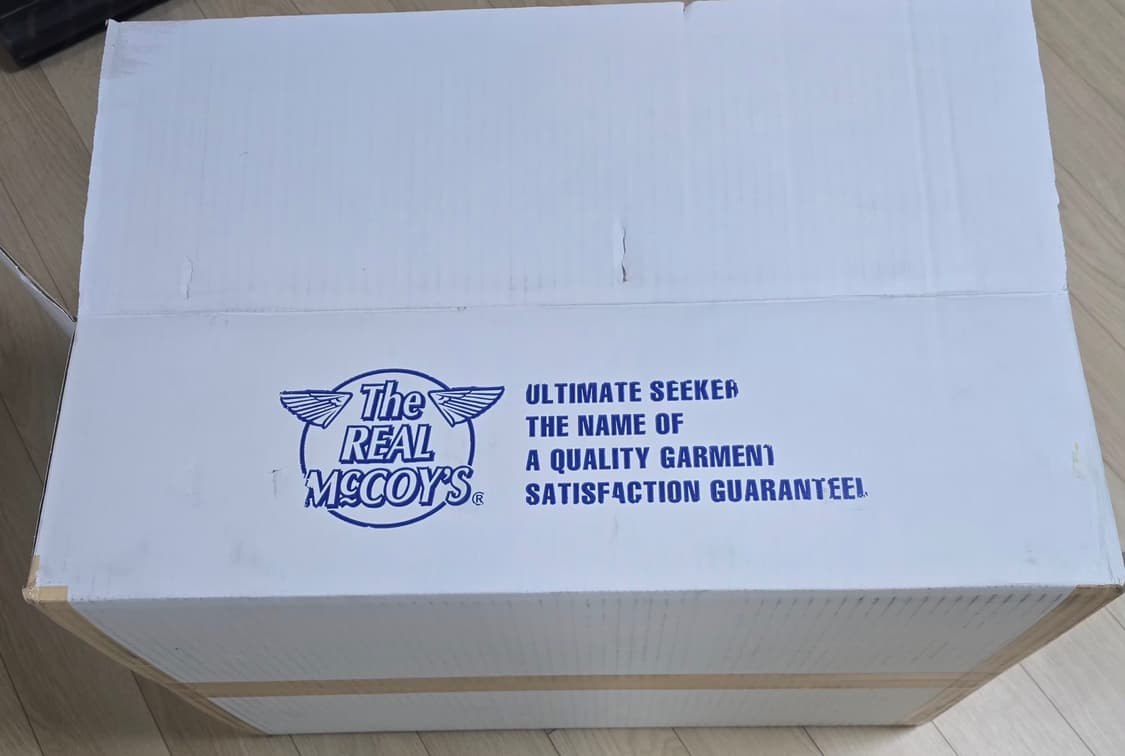 The
REAL
McCOY'S®
ULTIMATE SEEKER
THE NAME OF
A QUALITY GARMENT
SATISFACTION GUARANTEED.